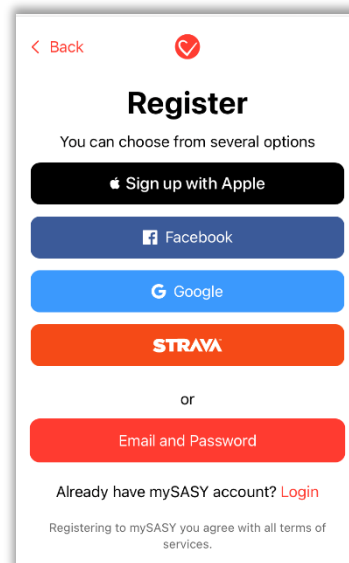 Back
Register
You can choose from several options
Sign up with Apple
Facebook
Google
STRAVA
or
Email and Password
Already have mySASY account? Login
Registering to mySASY you agree with all terms of
services.